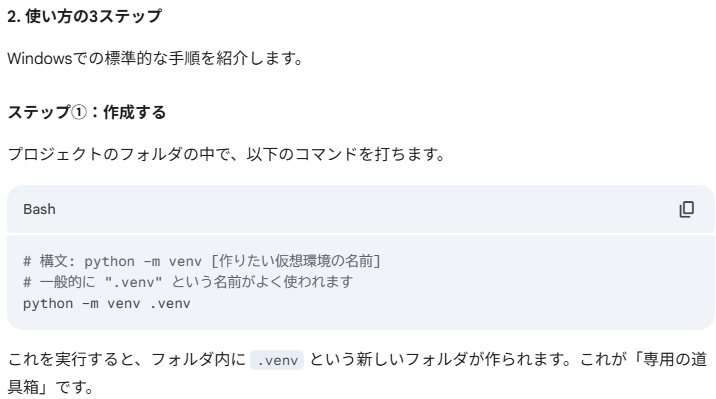 2. 使い方の3ステップ
Windowsでの標準的な手順を紹介します。
ステップ①：作成する
プロジェクトのフォルダの中で、以下のコマンドを打ちます。
Bash
# 構文: python -m venv [作りたい仮想環境の名前]
# 一般的に ".venv" という名前がよく使われます
python -m venv .venv
これを実行すると、フォルダ内に .venv という新しいフォルダが作られます。これが「専用の道
具箱」です。